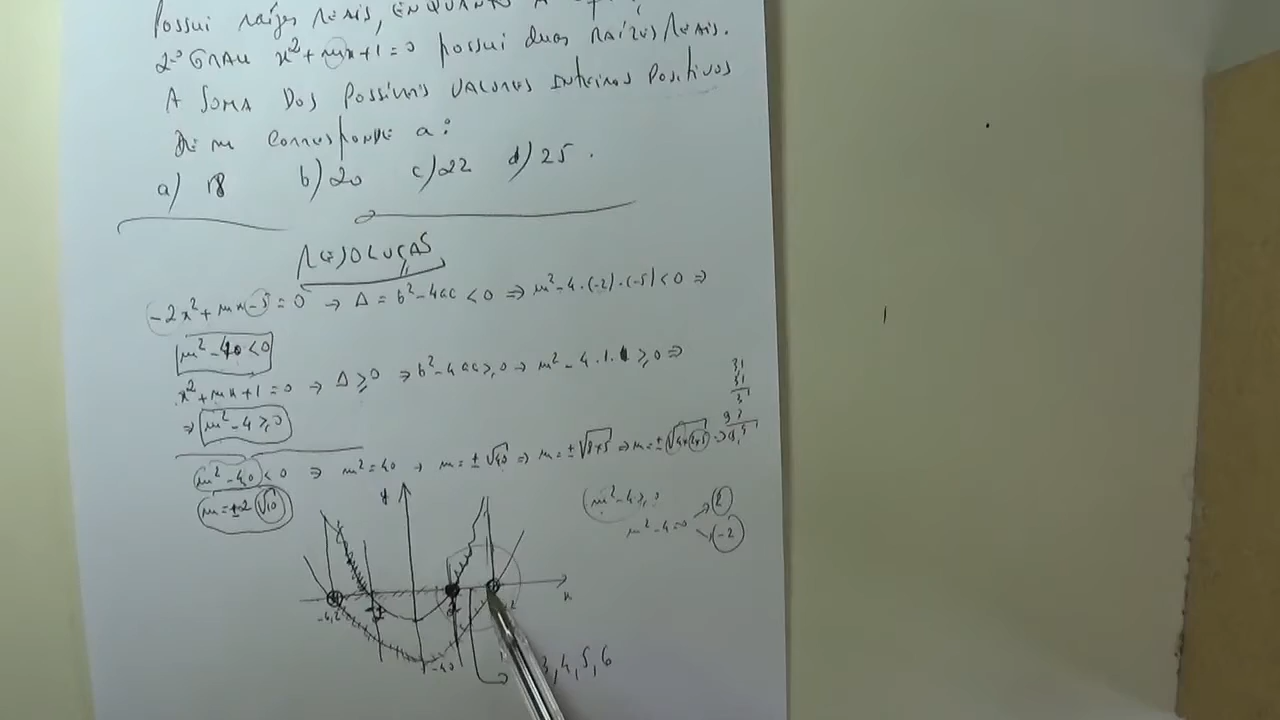 Possui raízes reais, enquanto a
2º GRAU x²+mx+1=0 possui duas raízes reais.
A SOMA DOS POSSÍVEIS VALORES INTEIROS POSITIVOS
DE m corresponde a:
a) 18 b) 20 c) 22 d) 25.
RESOLUÇÃO
-2x²+mx-5=0 → Δ = b²-4ac < 0 ⇒ m²-4·(-2)·(-5) < 0 ⇒
m²-40<0
x²+mx+1=0 → Δ ≥ 0 ⇒ b²-4ac ≥ 0 → m²-4·1·1 ≥ 0 ⇒
⇒ m²-4 ≥ 0
m²-40 < 0 ⇒ m²=40 → m=±√40 ⇒ m=±√8×5 ⇒
m=±2√10
m²-4 ≥ 0
m²-4=0 2
-2
y
x
-40
3,4,5,6